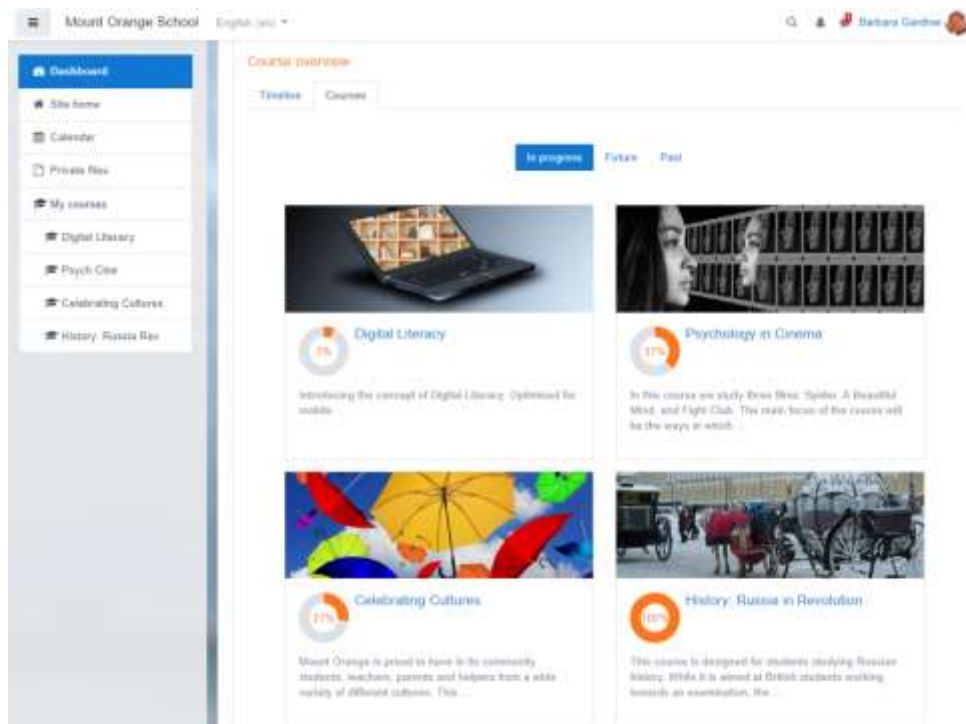 Mount Orange School English (en)
Barbara Gardner
Dashboard
Site home
Calendar
Private files
My courses
Digital Literacy
Psych Cine
Celebrating Cultures
History: Russia Rev
Course overview
Timeline Courses
In progress Future Past
Digital Literacy
Introducing the concept of Digital Literacy. Optimised for
mobile.
37%
Psychology in Cinema
In this course we study three films: Spider, A Beautiful
Mind, and Fight Club. The main focus of the course will
be the ways in which ...
Celebrating Cultures
Mount Orange is proud to have in its community
students, teachers, parents and helpers from a wide
variety of different cultures. This ...
100%
History: Russia in Revolution
This course is designed for students studying Russian
history. While it is aimed at British students working
towards an examination, the ...